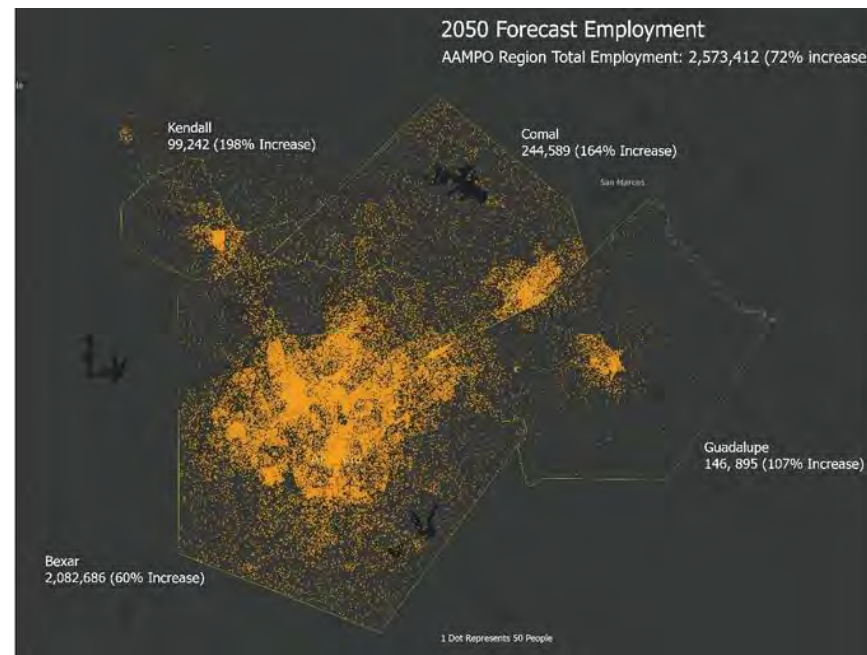 2050 Forecast Employment
AAMPO Region Total Employment: 2,573,412 (72% increase
Kendall
99,242 (198% Increase)
Comal
244,589 (164% Increase)
San Marcos
Guadalupe
146, 895 (107% Increase)
Bexar
2,082,686 (60% Increase)
1 Dot Represents 50 People